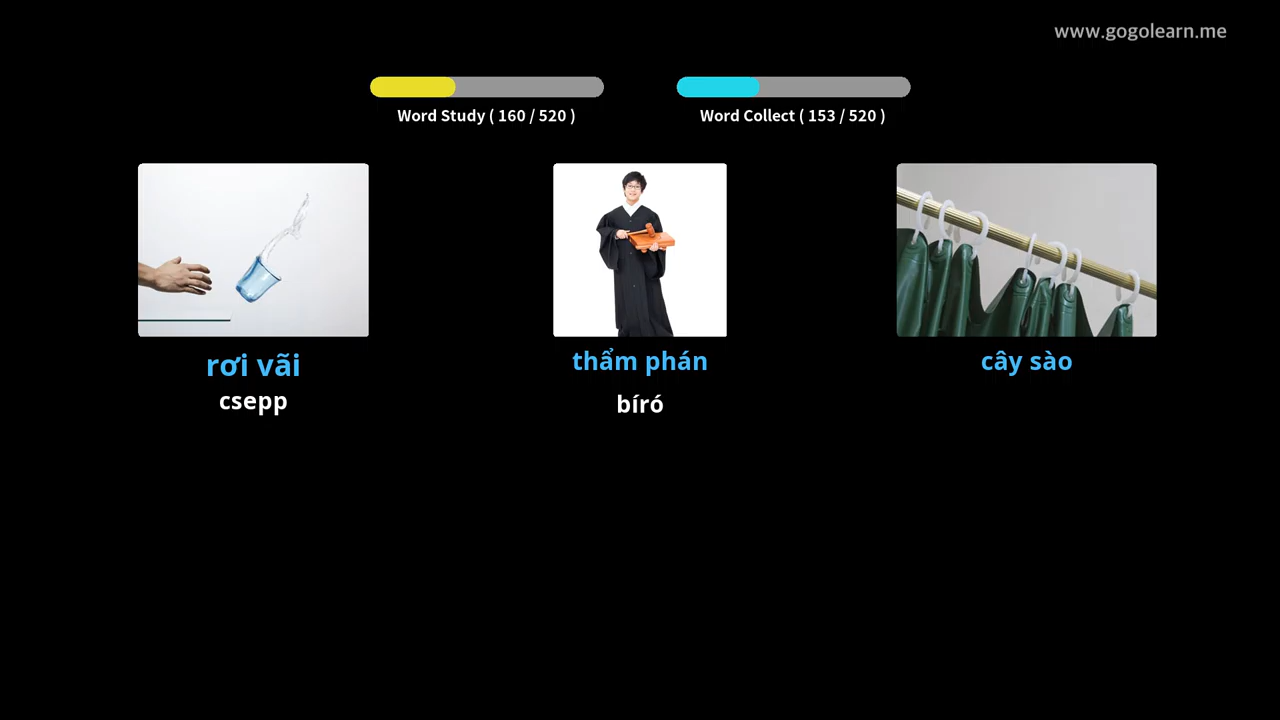 www.gogolearn.me
Word Study ( 160 / 520 )
Word Collect ( 153 / 520 )
rơi vãi
csepp
thẩm phán
bíró
cây sào